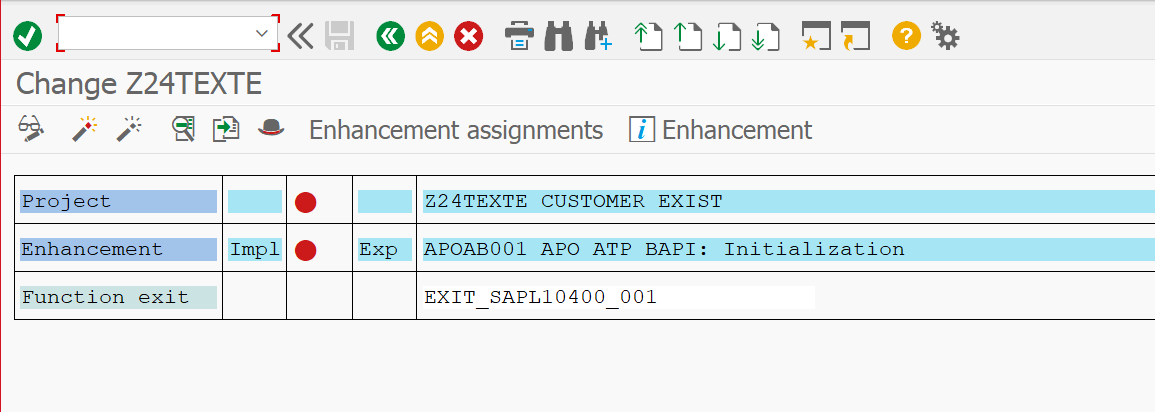 Change Z24TEXTE
Enhancement assignments Enhancement
Project Z24TEXTE CUSTOMER EXIST
Enhancement Impl Exp APOAB001 APO ATP BAPI: Initialization
Function exit EXIT_SAPL10400_001